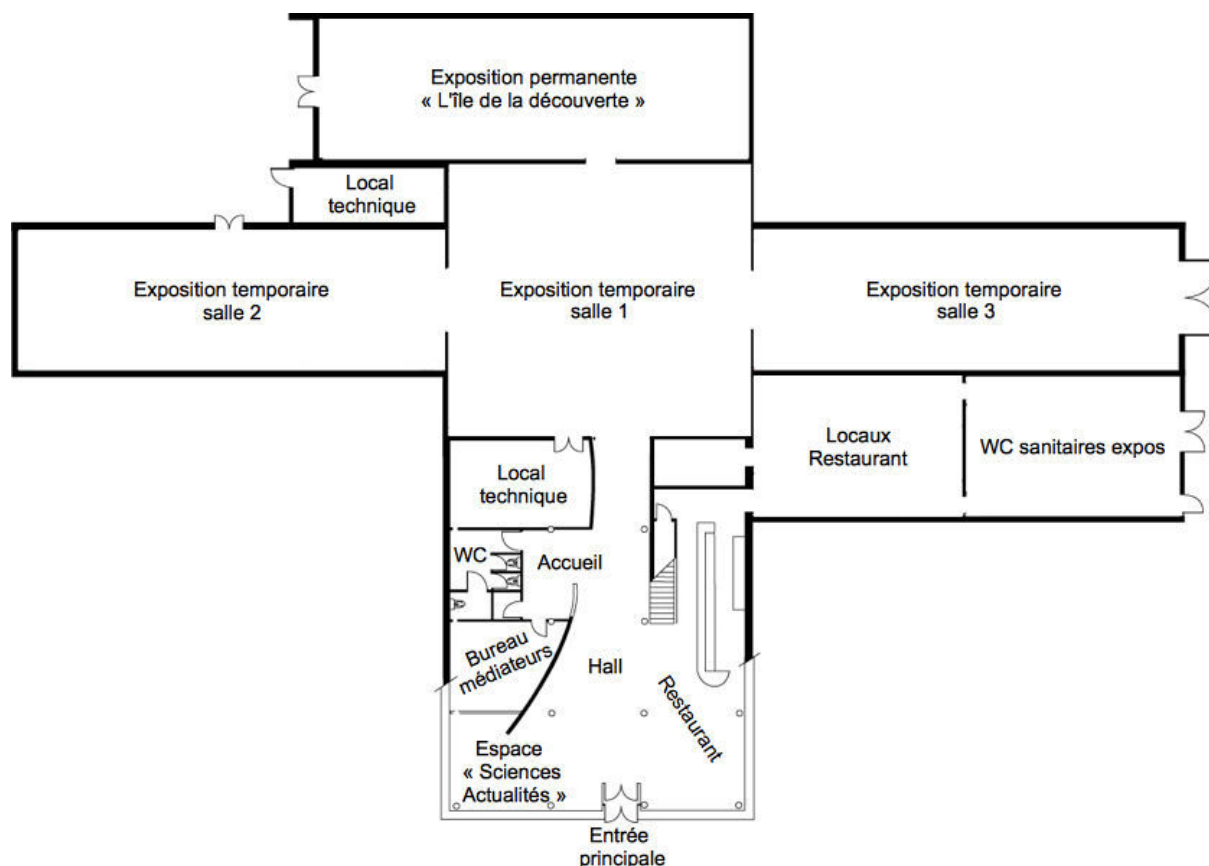 Exposition permanente
« L'île de la découverte »
Local
technique
Exposition temporaire
salle 2
Exposition temporaire
salle 1
Exposition temporaire
salle 3
Locaux
Restaurant
WC sanitaires expos
Local
technique
WC
Accueil
Bureau
médiateurs
Hall
Restaurant
Espace
« Sciences
Actualités »
Entrée
principale